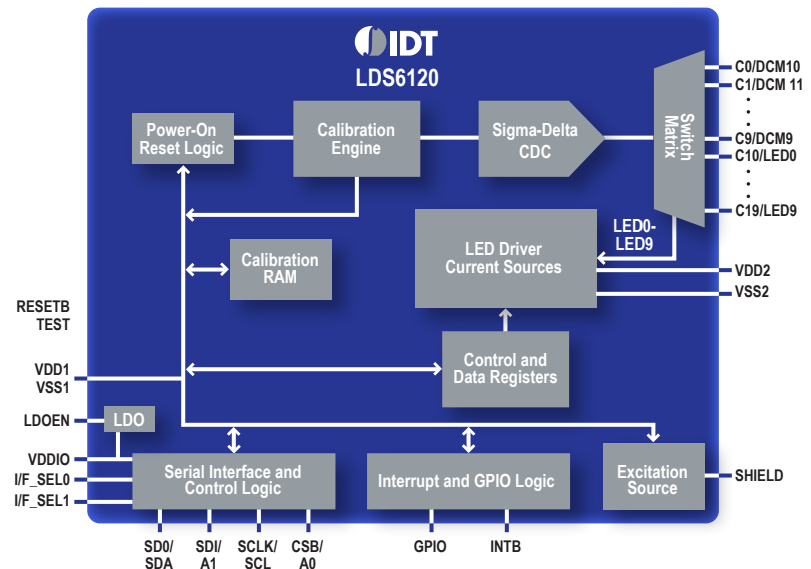 IDT
LDS6120
C0/DCM10
C1/DCM 11
Power-On
Reset Logic
Calibration
Engine
Sigma-Delta
CDC
Switch
Matrix
C9/DCM9
C10/LED0
C19/LED9
LED0-
LED9
LED Driver
Current Sources
Calibration
RAM
VDD2
VSS2
RESETB
TEST
Control and
Data Registers
VDD1
VSS1
LDOEN
LDO
VDDIO
I/F_SEL0
I/F_SEL1
Serial Interface and
Control Logic
Interrupt and GPIO Logic
Excitation
Source
SHIELD
SD0/
SDA
SDI/
A1
SCLK/
SCL
CSB/
A0
GPIO
INTB